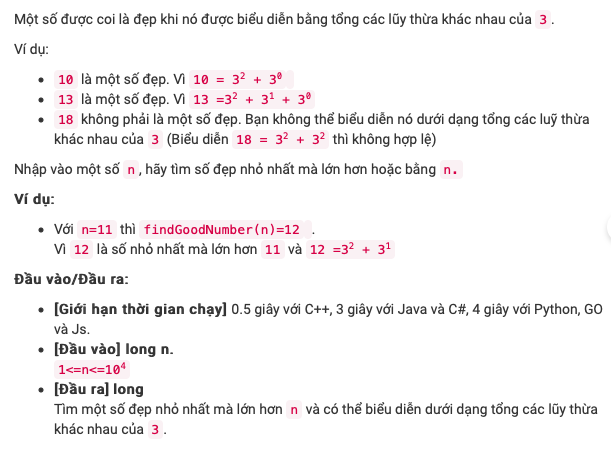 Một số được coi là đẹp khi nó được biểu diễn bằng tổng các lũy thừa khác nhau của 3 .
Ví dụ:
10 là một số đẹp. Vì 10 = 3² + 3⁰
13 là một số đẹp. Vì 13 =3² + 3¹ + 3⁰
18 không phải là một số đẹp. Bạn không thể biểu diễn nó dưới dạng tổng các luỹ thừa
khác nhau của 3 (Biểu diễn 18 = 3² + 3² thì không hợp lệ)
Nhập vào một số n , hãy tìm số đẹp nhỏ nhất mà lớn hơn hoặc bằng n.
Ví dụ:
Với n=11 thì findGoodNumber(n)=12 .
Vì 12 là số nhỏ nhất mà lớn hơn 11 và 12 =3² + 3¹
Đầu vào/Đầu ra:
[Giới hạn thời gian chạy] 0.5 giây với C++, 3 giây với Java và C#, 4 giây với Python, GO
và Js.
[Đầu vào] long n.
1<=n<=10⁴
[Đầu ra] long
Tìm một số đẹp nhỏ nhất mà lớn hơn n và có thể biểu diễn dưới dạng tổng các lũy thừa
khác nhau của 3 .